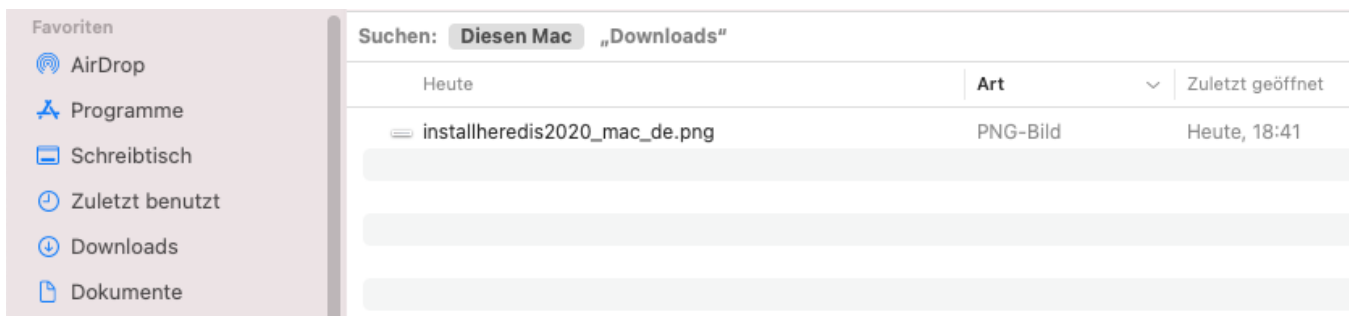 Favoriten
AirDrop
Programme
Schreibtisch
Zuletzt benutzt
Downloads
Dokumente
Suchen: Diesen Mac „Downloads“
Heute Art Zuletzt geöffnet
installheredis2020_mac_de.png PNG-Bild Heute, 18:41